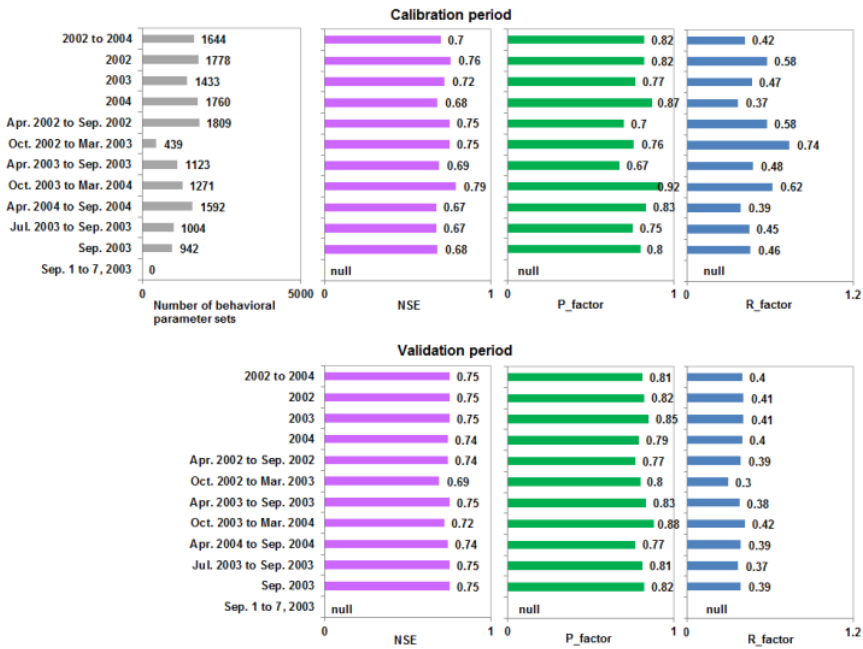 Calibration period
2002 to 2004 1644 0.7 0.82 0.42
2002 1778 0.76 0.82 0.58
2003 1433 0.72 0.77 0.47
2004 1760 0.68 0.87 0.37
Apr. 2002 to Sep. 2002 1809 0.75 0.7 0.58
Oct. 2002 to Mar. 2003 439 0.75 0.76 0.74
Apr. 2003 to Sep. 2003 1123 0.69 0.67 0.48
Oct. 2003 to Mar. 2004 1271 0.79 0.92 0.62
Apr. 2004 to Sep. 2004 1592 0.67 0.83 0.39
Jul. 2003 to Sep. 2003 1004 0.67 0.75 0.45
Sep. 2003 942 0.68 0.8 0.46
Sep. 1 to 7, 2003 0 null null null
0 5000 0 1 0 1 0 1.2
Number of behavioral parameter sets NSE P_factor R_factor
Validation period
2002 to 2004 0.75 0.81 0.4
2002 0.75 0.82 0.41
2003 0.75 0.85 0.41
2004 0.74 0.79 0.4
Apr. 2002 to Sep. 2002 0.74 0.77 0.39
Oct. 2002 to Mar. 2003 0.69 0.8 0.3
Apr. 2003 to Sep. 2003 0.75 0.83 0.38
Oct. 2003 to Mar. 2004 0.72 0.88 0.42
Apr. 2004 to Sep. 2004 0.74 0.77 0.39
Jul. 2003 to Sep. 2003 0.75 0.81 0.37
Sep. 2003 0.75 0.82 0.39
Sep. 1 to 7, 2003 null null null
0 1 0 1 0 1.2
NSE P_factor R_factor